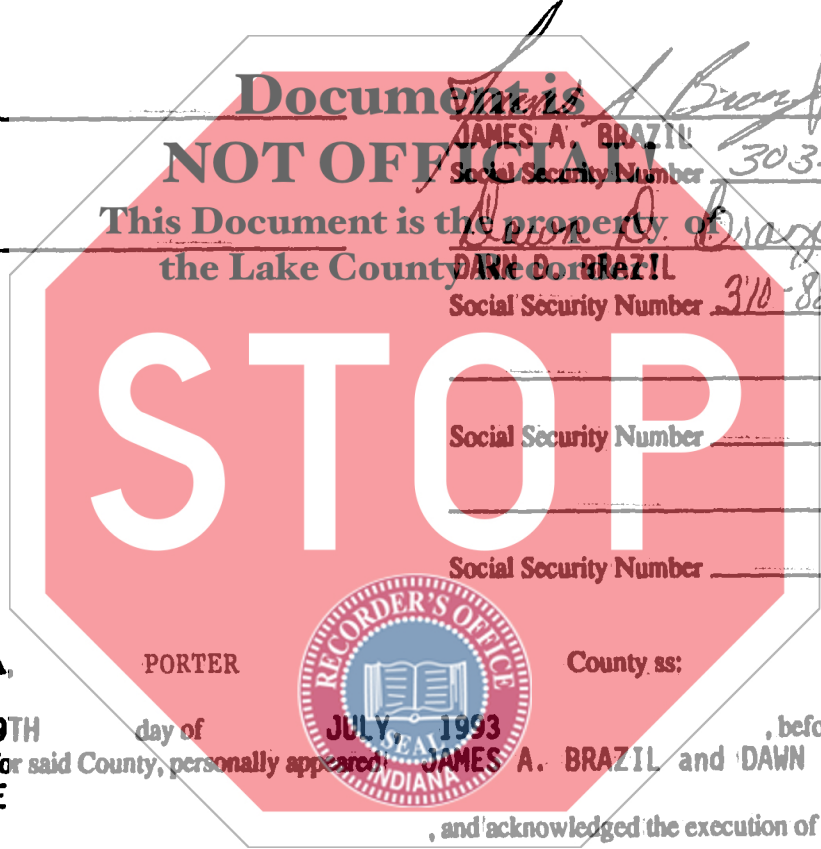 Document is
JAMES A. BRAZIL
NOT OFFICIAL!
Social Security Number 303-
This Document is the property of
Dawn D.
the Lake County Recorder!
DAWN D. BRAZIL
Social Security Number 310-8
STOP
Social Security Number
Social Security Number
RECORDER'S OFFICE
SEAL
INDIANA
PORTER County ss:
9TH day of JULY, 1993 , befo
or said County, personally appeared JAMES A. BRAZIL and DAWN
E
, and acknowledged the execution of